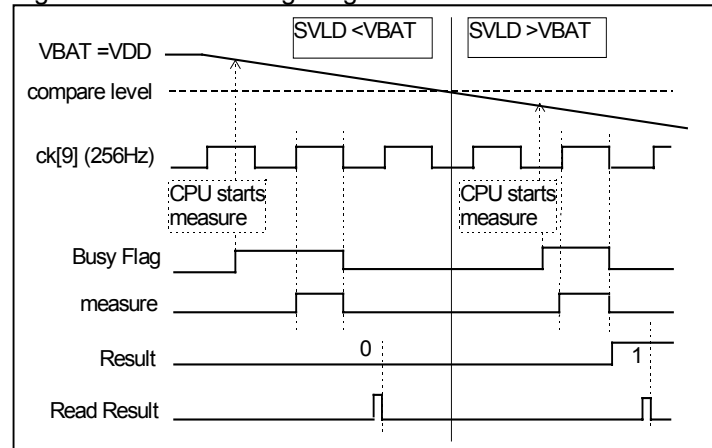 SVLD <VBAT
SVLD >VBAT
VBAT =VDD
compare level
ck[9] (256Hz)
CPU starts
measure
CPU starts
measure
Busy Flag
measure
Result
0
1
Read Result